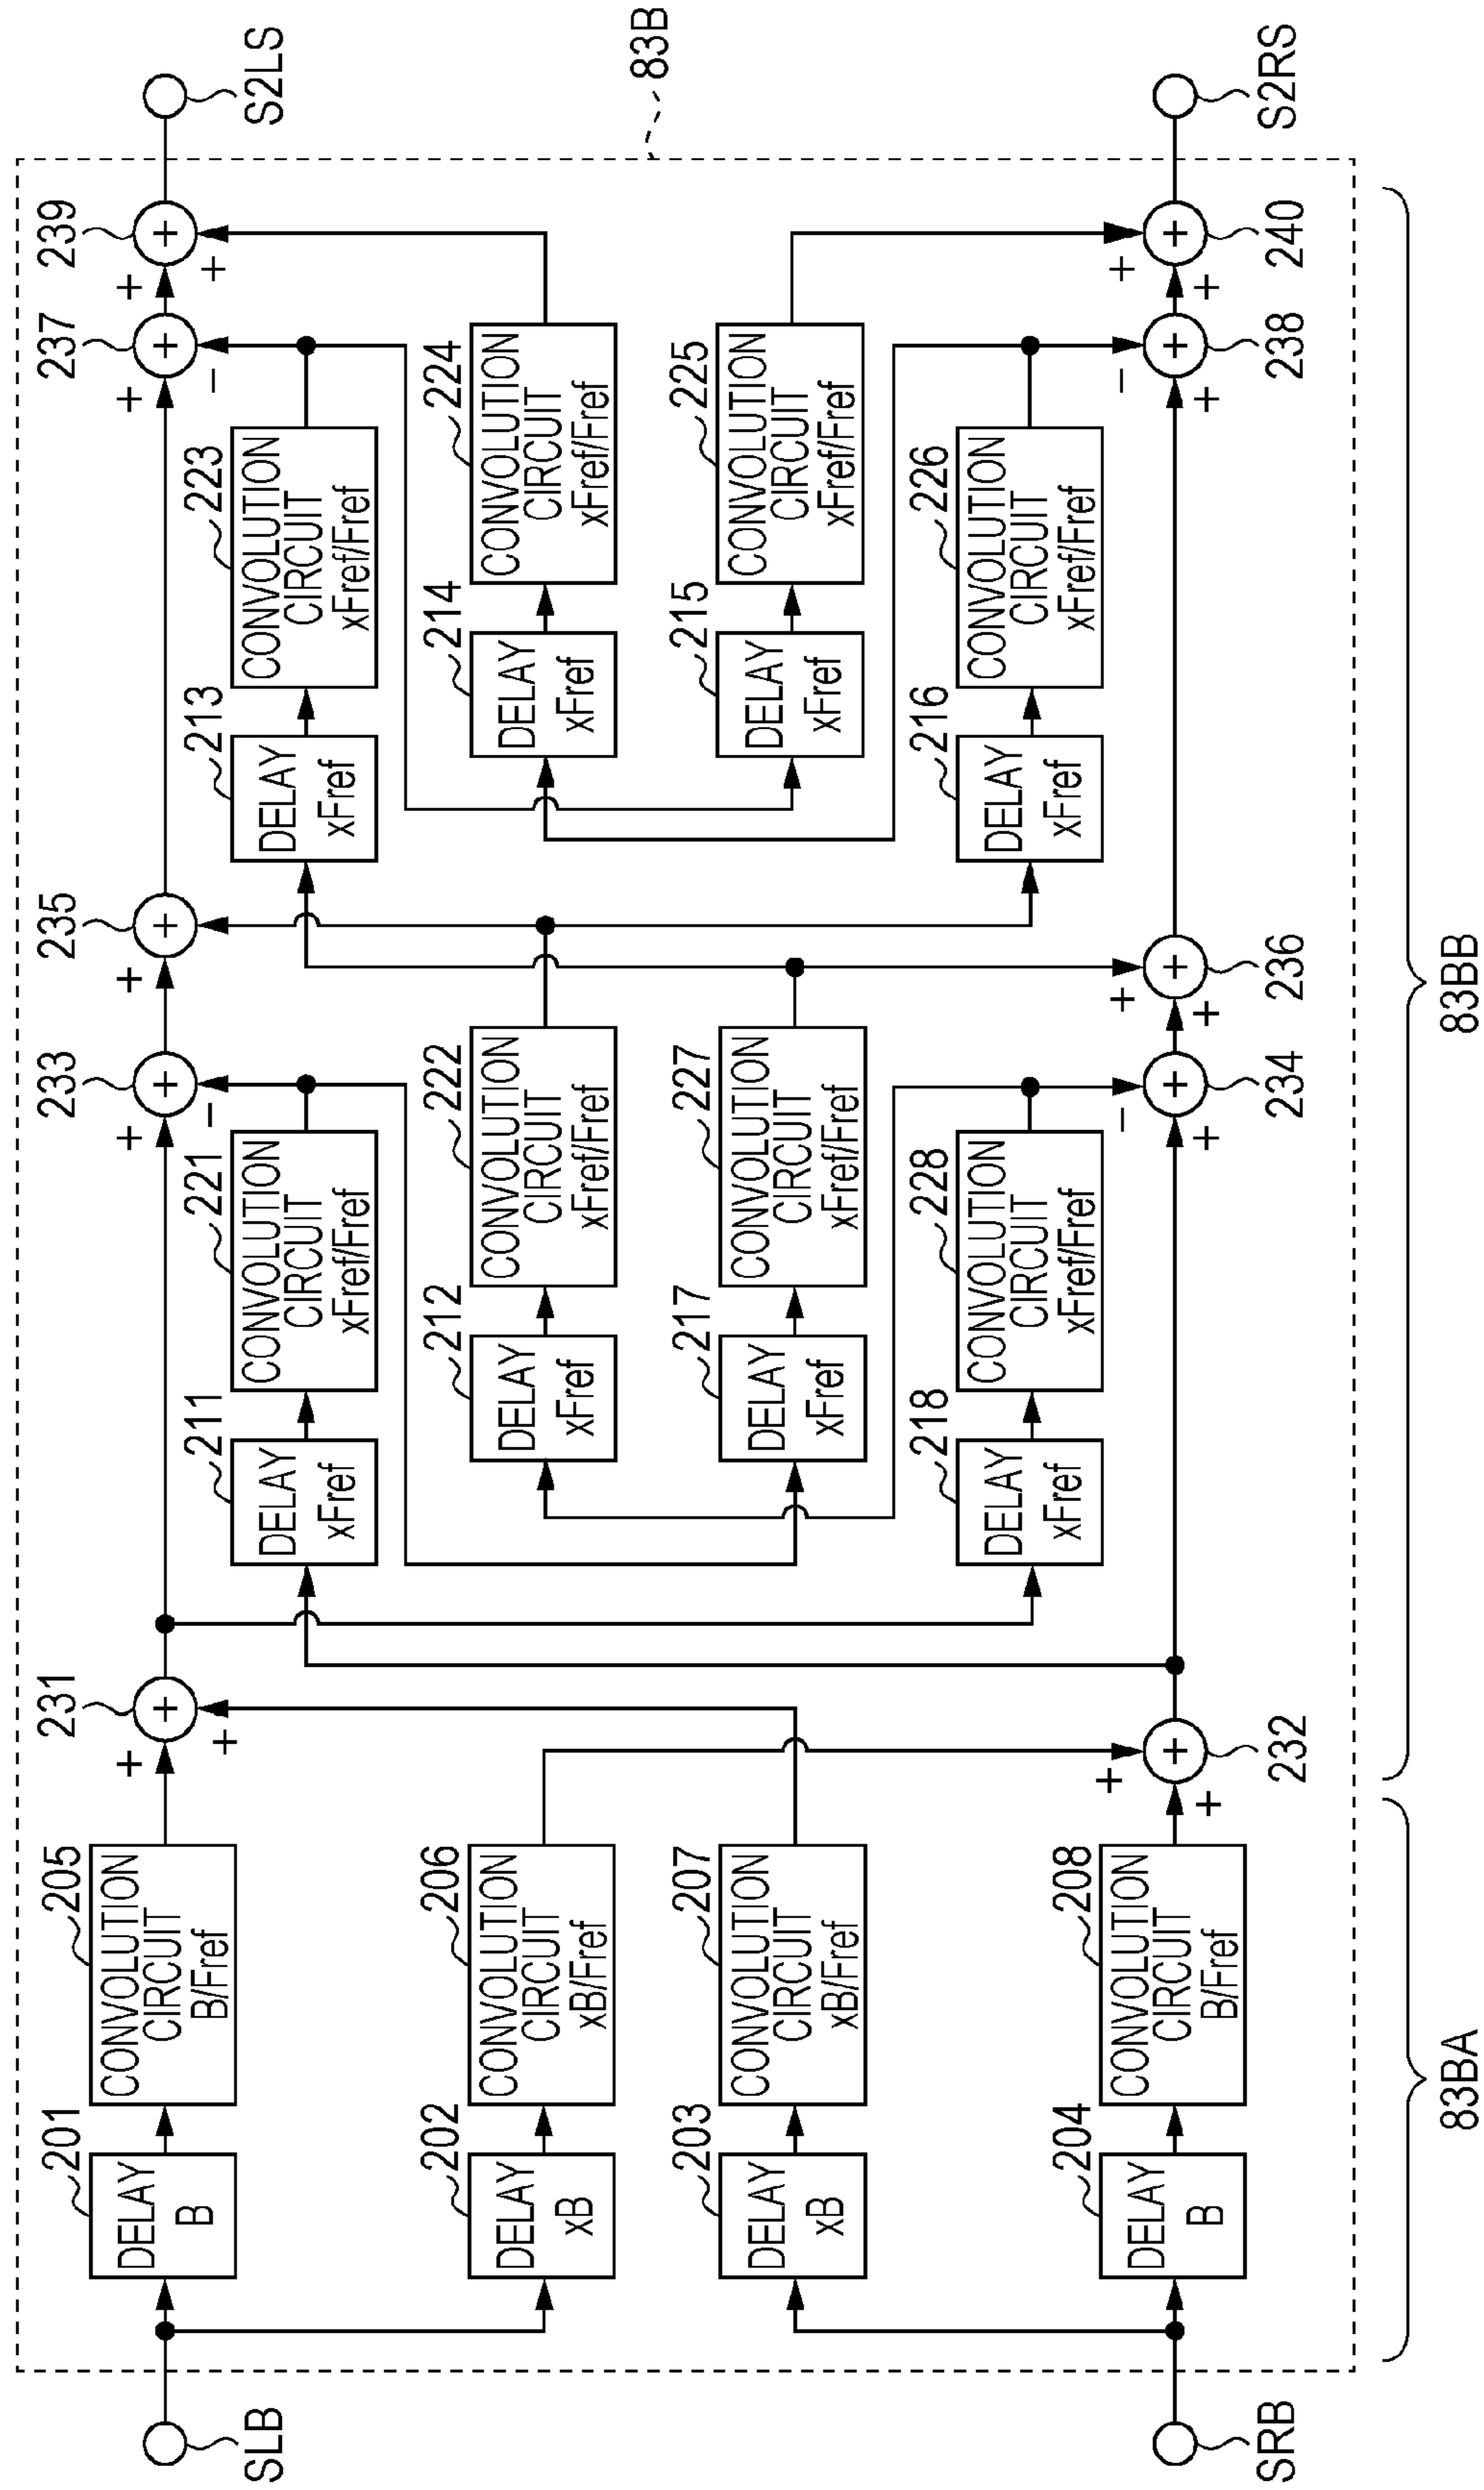 SLB
SRB
201
DELAY
B
205
CONVOLUTION
CIRCUIT
B/Fref
202
DELAY
xB
206
CONVOLUTION
CIRCUIT
xB/Fref
203
DELAY
xB
207
CONVOLUTION
CIRCUIT
xB/Fref
204
DELAY
B
208
CONVOLUTION
CIRCUIT
B/Fref
231
+
+
+
232
+
+
+
211
DELAY
xFref
221
CONVOLUTION
CIRCUIT
xFref/Fref
212
DELAY
xFref
222
CONVOLUTION
CIRCUIT
xFref/Fref
217
DELAY
xFref
227
CONVOLUTION
CIRCUIT
xFref/Fref
218
DELAY
xFref
228
CONVOLUTION
CIRCUIT
xFref/Fref
233
+
+
−
234
+
−
+
235
+
+
236
+
+
+
213
DELAY
xFref
223
CONVOLUTION
CIRCUIT
xFref/Fref
214
DELAY
xFref
224
CONVOLUTION
CIRCUIT
xFref/Fref
215
DELAY
xFref
225
CONVOLUTION
CIRCUIT
xFref/Fref
216
DELAY
xFref
226
CONVOLUTION
CIRCUIT
xFref/Fref
237
+
+
−
238
+
−
+
239
+
+
+
240
+
+
+
S2LS
S2RS
83B
83BA
83BB